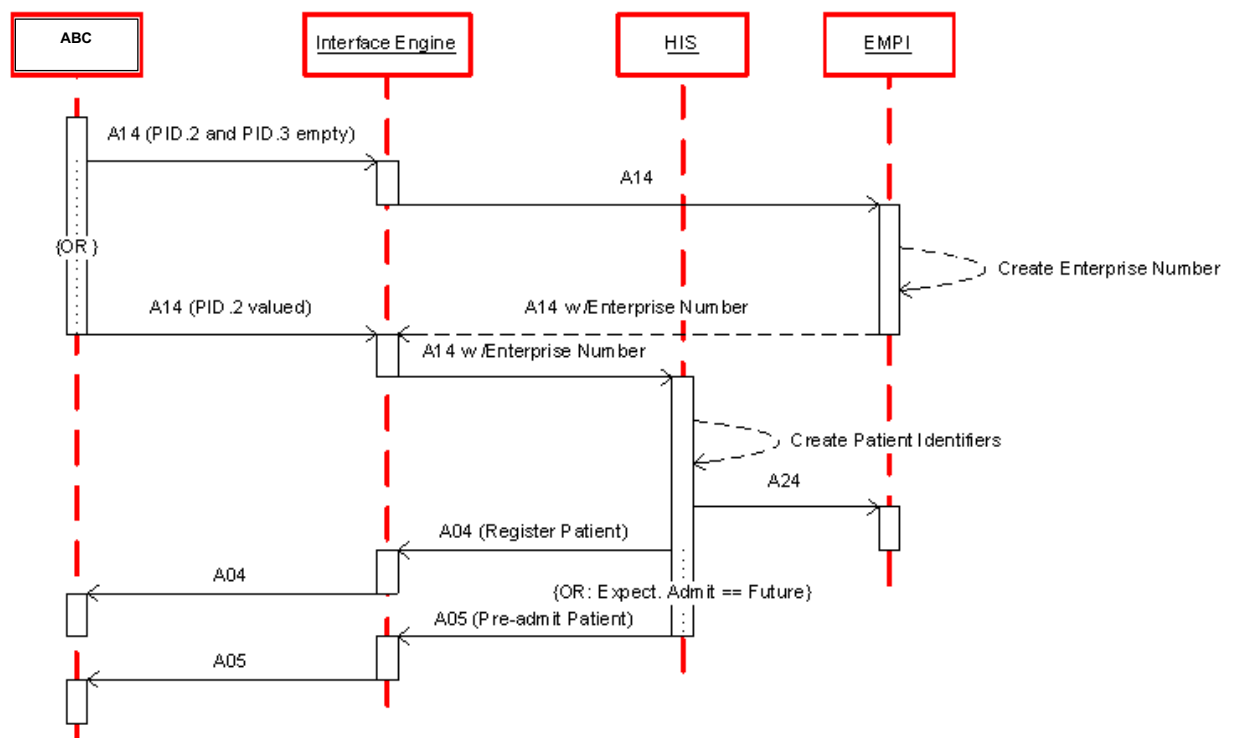 ABC
Interface Engine
HIS
EMPI
A14 (PID.2 and PID.3 empty)
A14
{OR }
Create Enterprise Number
A14 (PID.2 valued)
A14 w/Enterprise Number
A14 w/Enterprise Number
Create Patient Identifiers
A24
A04 (Register Patient)
A04
{OR: Expect. Admit == Future}
A05 (Pre-admit Patient)
A05